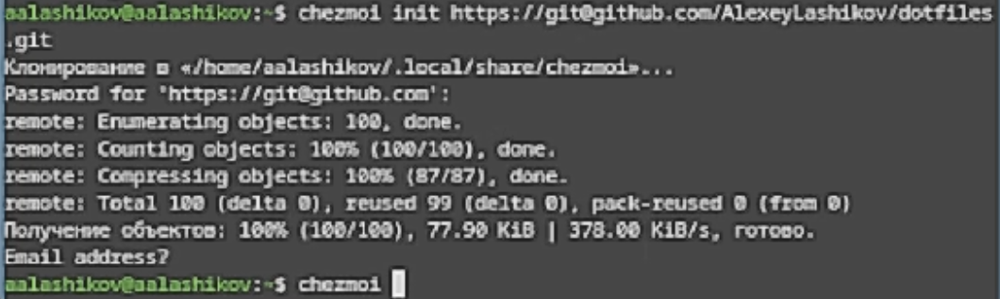 aalashikov@aalashikov:~$ chezmoi init https://git@github.com/AlexeyLashikov/dotfiles
.git
Клонирование в «/home/aalashikov/.local/share/chezmoi»...
Password for 'https://git@github.com':
remote: Enumerating objects: 100, done.
remote: Counting objects: 100% (100/100), done.
remote: Compressing objects: 100% (87/87), done.
remote: Total 100 (delta 0), reused 99 (delta 0), pack-reused 0 (from 0)
Получение объектов: 100% (100/100), 77.90 KiB | 378.00 KiB/s, готово.
Email address?
aalashikov@aalashikov:~$ chezmoi